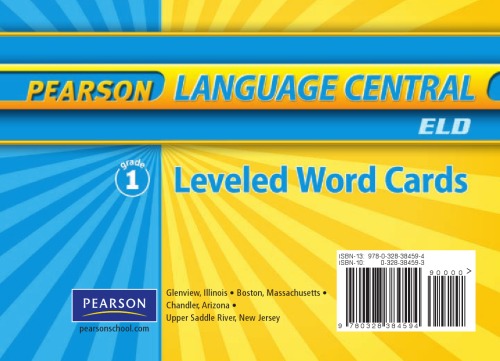 PEARSON LANGUAGE CENTRAL
ELD
grade
1
Leveled Word Cards
ISBN-13: 978-0-328-38459-4
ISBN-10: 0-328-38459-3
90000>
9 780328 384594
PEARSON
pearsonschool.com
Glenview, Illinois • Boston, Massachusetts •
Chandler, Arizona •
Upper Saddle River, New Jersey